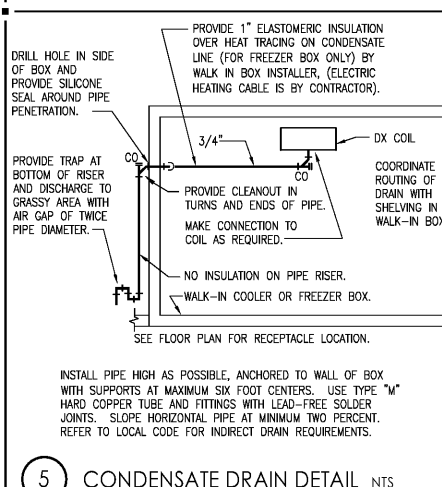 PROVIDE 1" ELASTOMERIC INSULATION
OVER HEAT TRACING ON CONDENSATE
LINE (FOR FREEZER BOX ONLY) BY
WALK IN BOX INSTALLER, (ELECTRIC
HEATING CABLE IS BY CONTRACTOR).
DRILL HOLE IN SIDE
OF BOX AND
PROVIDE SILICONE
SEAL AROUND PIPE
PENETRATION.
3/4"
DX COIL
CO
CO
PROVIDE TRAP AT
BOTTOM OF RISER
AND DISCHARGE TO
GRASSY AREA WITH
AIR GAP OF TWICE
PIPE DIAMETER.
COORDINATE
ROUTING OF
DRAIN WITH
SHELVING IN
WALK-IN BOX
PROVIDE CLEANOUT IN
TURNS AND ENDS OF PIPE.
MAKE CONNECTION TO
COIL AS REQUIRED.
NO INSULATION ON PIPE RISER.
WALK-IN COOLER OR FREEZER BOX.
SEE FLOOR PLAN FOR RECEPTACLE LOCATION.
INSTALL PIPE HIGH AS POSSIBLE, ANCHORED TO WALL OF BOX
WITH SUPPORTS AT MAXIMUM SIX FOOT CENTERS. USE TYPE "M"
HARD COPPER TUBE AND FITTINGS WITH LEAD-FREE SOLDER
JOINTS. SLOPE HORIZONTAL PIPE AT MINIMUM TWO PERCENT.
REFER TO LOCAL CODE FOR INDIRECT DRAIN REQUIREMENTS.
5 CONDENSATE DRAIN DETAIL NTS